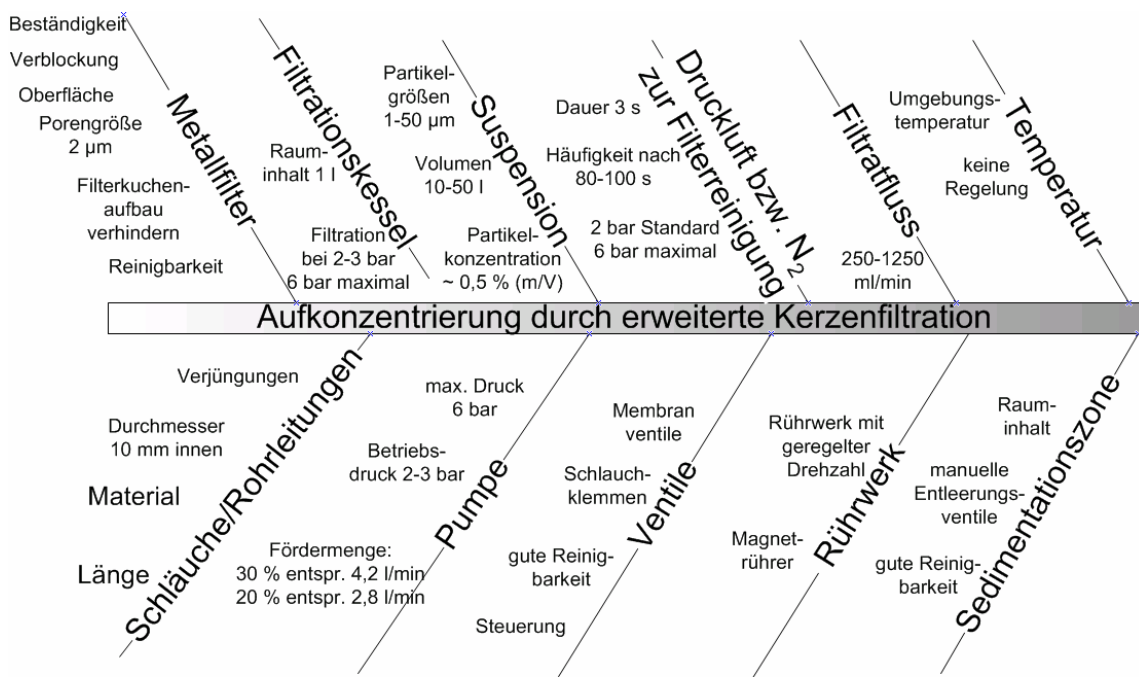 Beständigkeit
Verblockung
Oberfläche
Porengröße
2 µm
Filterkuchen-
aufbau
verhindern
Reinigbarkeit
Metallfilter
Raum-
inhalt 1 l
Filtration
bei 2-3 bar
6 bar maximal
Filtrationskessel
Partikel-
größen
1-50 µm
Volumen
10-50 l
Partikel-
konzentration
~ 0,5 % (m/V)
Suspension
Dauer 3 s
Häufigkeit nach
80-100 s
2 bar Standard
6 bar maximal
Druckluft bzw. N2
zur Filterreinigung
250-1250
ml/min
Filtratfluss
Umgebungs-
temperatur
keine
Regelung
Temperatur
Aufkonzentrierung durch erweiterte Kerzenfiltration
Verjüngungen
Durchmesser
10 mm innen
Material
Länge
Schläuche/Rohrleitungen
max. Druck
6 bar
Betriebs-
druck 2-3 bar
Fördermenge:
30 % entspr. 4,2 l/min
20 % entspr. 2,8 l/min
Pumpe
Membran
ventile
Schlauch-
klemmen
gute Reinig-
barkeit
Steuerung
Ventile
Rührwerk mit
geregelter
Drehzahl
Magnet-
rührer
Rührwerk
Raum-
inhalt
manuelle
Entleerungs-
ventile
gute Reinig-
barkeit
Sedimentationszone